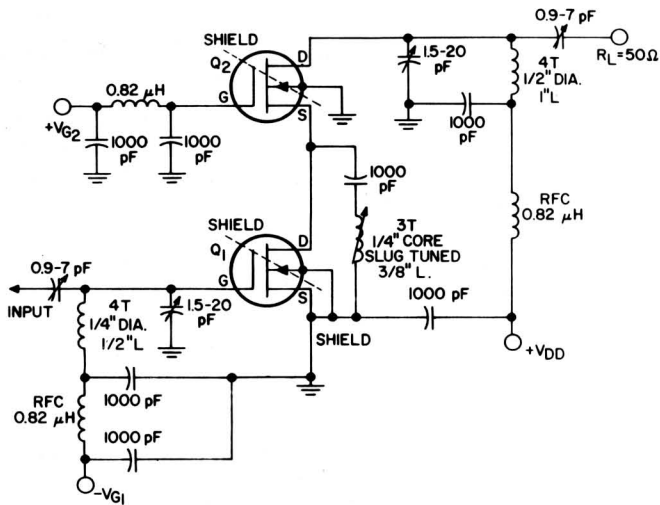 0.9-7 pF
SHIELD
Q2
D
1.5-20
pF
RL=50Ω
4T
1/2" DIA.
1"L
0.82 μH
G
S
+VG2
1000
pF
1000
pF
1000
pF
1000
pF
SHIELD
Q1
D
RFC
0.82 μH
3T
1/4" CORE
SLUG TUNED
3/8" L.
0.9-7 pF
G
S
INPUT
4T
1/4" DIA.
1/2"L
1.5-20
pF
1000 pF
SHIELD
+VDD
1000 pF
RFC
0.82 μH
1000 pF
-VG1